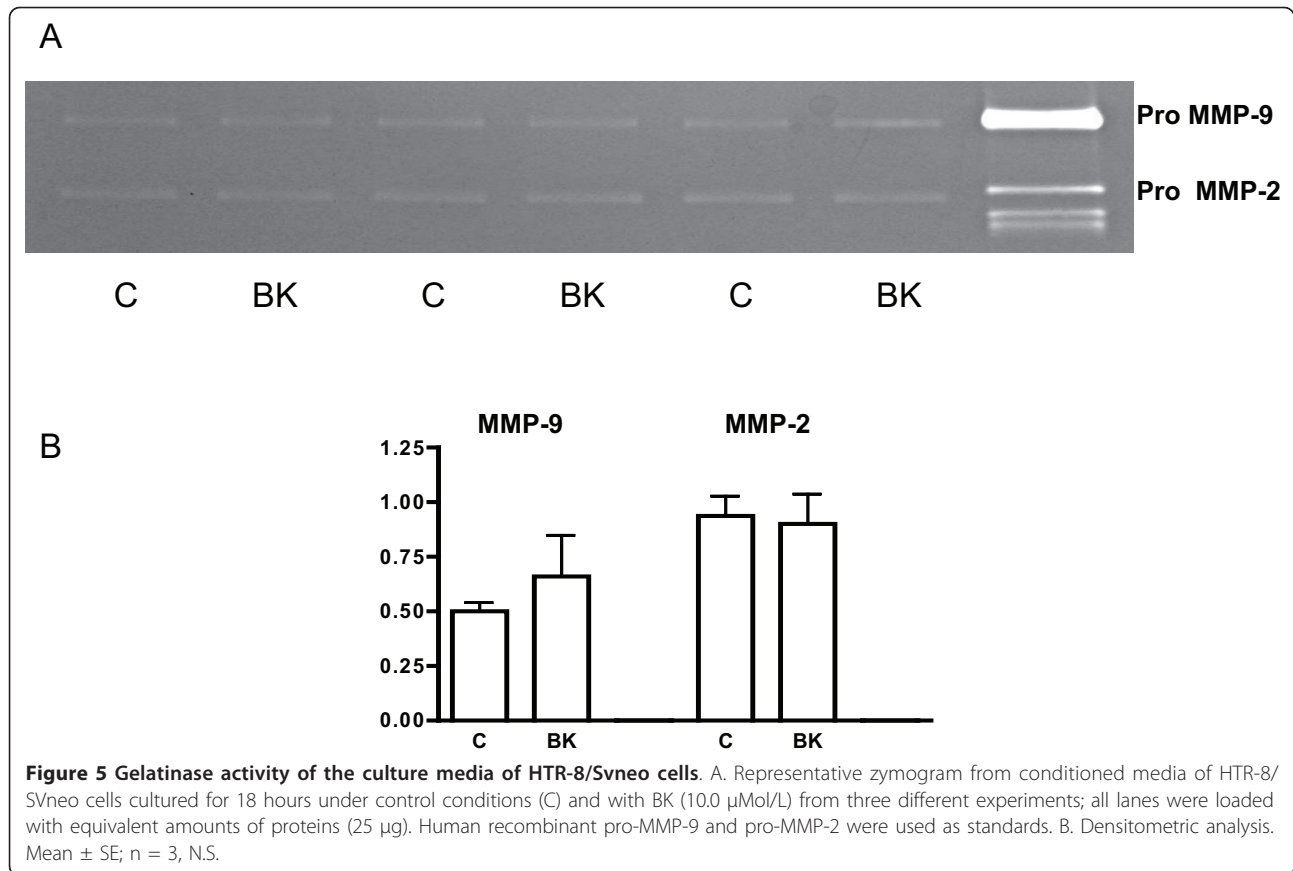 A
Pro MMP-9
Pro MMP-2
C BK C BK C BK
B
MMP-9 MMP-2
1.25
1.00
0.75
0.50
0.25
0.00
C BK C BK
Figure 5 Gelatinase activity of the culture media of HTR-8/Svneo cells. A. Representative zymogram from conditioned media of HTR-8/
SVneo cells cultured for 18 hours under control conditions (C) and with BK (10.0 μMol/L) from three different experiments; all lanes were loaded
with equivalent amounts of proteins (25 μg). Human recombinant pro-MMP-9 and pro-MMP-2 were used as standards. B. Densitometric analysis.
Mean ± SE; n = 3, N.S.